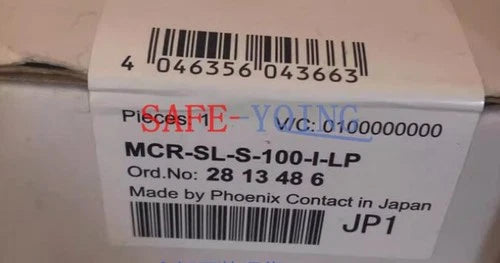 4 046356 043663
Pieces: 1 V/C: 0100000000
SAFE-YQING
MCR-SL-S-100-I-LP
Ord.No: 28 13 48 6
Made by Phoenix Contact in Japan
JP1